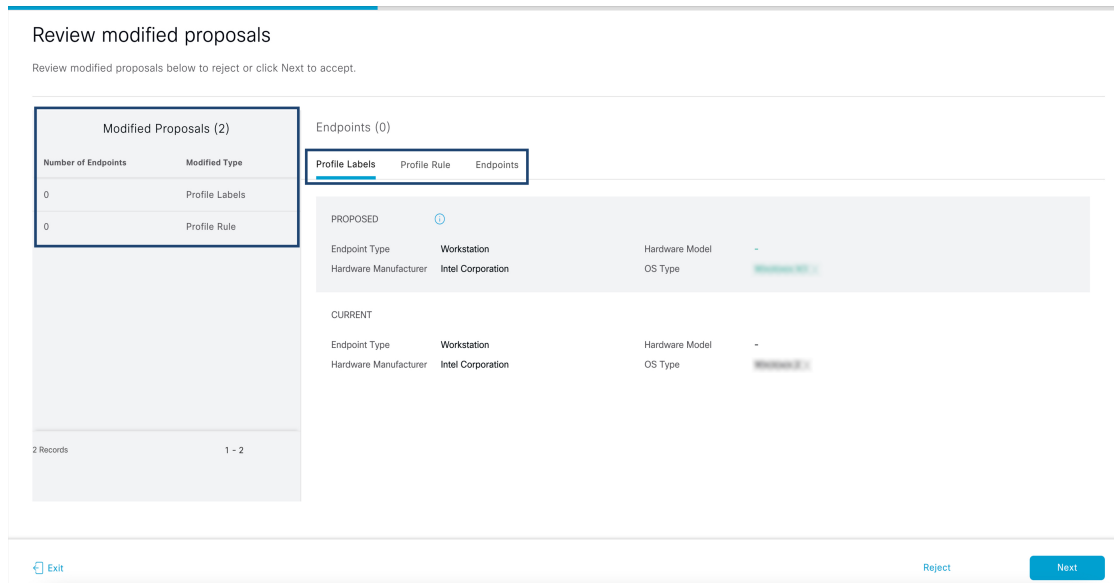 Review modified proposals
Review modified proposals below to reject or click Next to accept.
Modified Proposals (2)
Number of Endpoints Modified Type
0 Profile Labels
0 Profile Rule
2 Records 1 - 2
Endpoints (0)
Profile Labels Profile Rule Endpoints
PROPOSED
Endpoint Type Workstation Hardware Model -
Hardware Manufacturer Intel Corporation OS Type
CURRENT
Endpoint Type Workstation Hardware Model -
Hardware Manufacturer Intel Corporation OS Type
Exit Reject Next